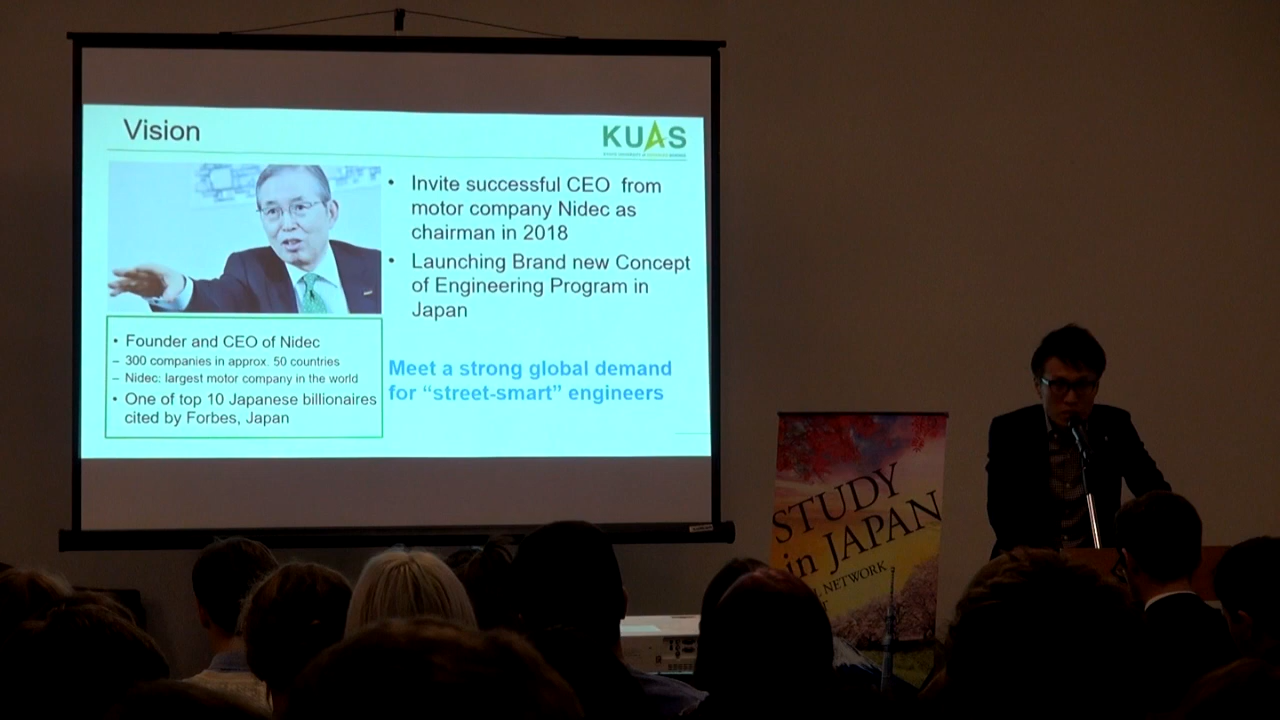 Vision
KUAS
• Invite successful CEO from
motor company Nidec as
chairman in 2018
• Launching Brand new Concept
of Engineering Program in
Japan
• Founder and CEO of Nidec
– 300 companies in approx. 50 countries
– Nidec: largest motor company in the world
• One of top 10 Japanese billionaires
cited by Forbes, Japan
Meet a strong global demand
for “street-smart” engineers
STUDY
in JAPAN
NETWORK